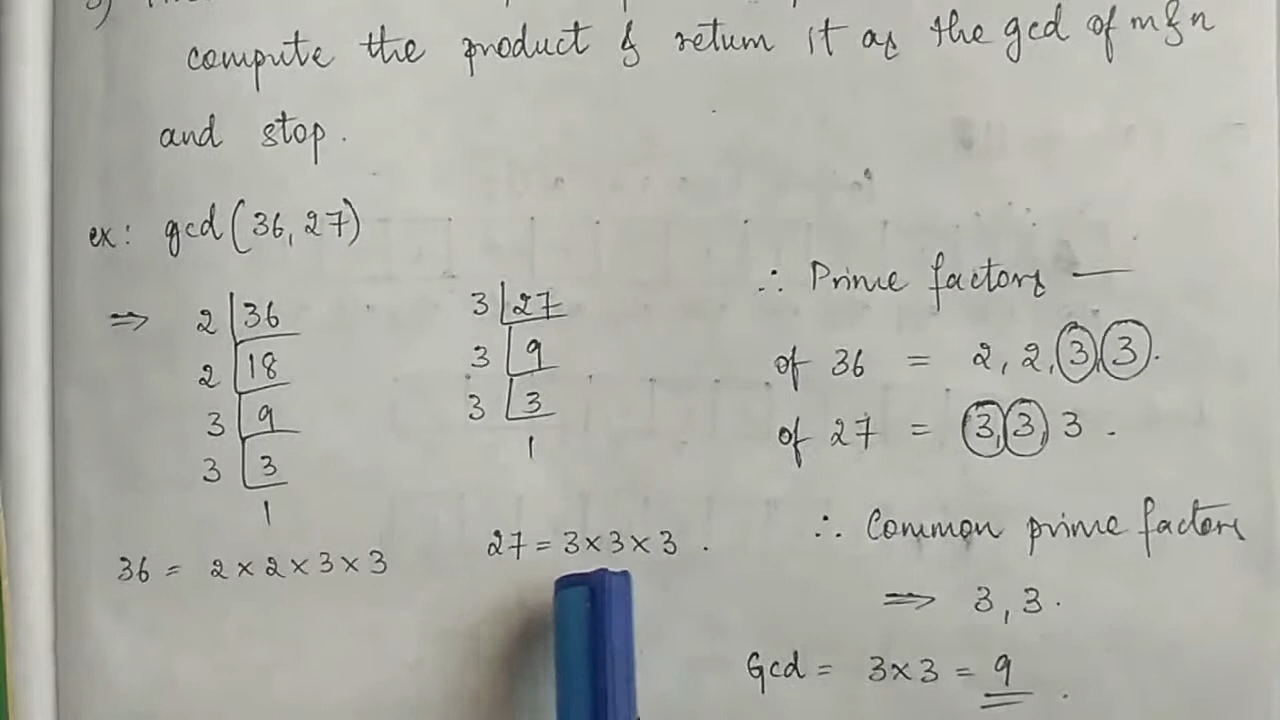 compute the product & return it as the gcd of m & n
and stop.
ex: gcd(36, 27)
⇒ 2 | 36
2 | 18
3 | 9
3 | 3
1
36 = 2 × 2 × 3 × 3
3 | 27
3 | 9
3 | 3
1
27 = 3 × 3 × 3 .
∴ Prime factors —
of 36 = 2, 2, 3, 3.
of 27 = 3, 3, 3 .
∴ Common prime factors
⇒ 3, 3.
Gcd = 3 × 3 = 9 .